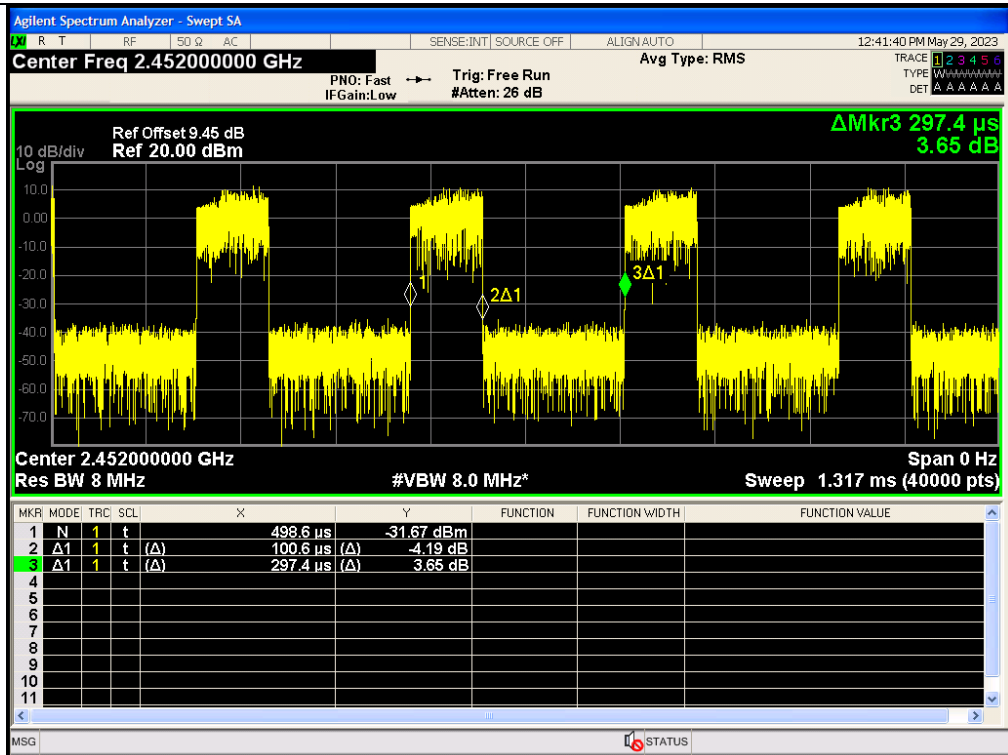 Agilent Spectrum Analyzer - Swept SA
LXI R T RF 50 Ω AC SENSE:INT SOURCE OFF ALIGN AUTO 12:41:40 PM May 29, 2023
Center Freq 2.452000000 GHz
Avg Type: RMS
TRACE 1 2 3 4 5 6
PNO: Fast Trig: Free Run
TYPE W
IFGain:Low #Atten: 26 dB
DET A A A A A A
ΔMkr3 297.4 µs
3.65 dB
Ref Offset 9.45 dB
10 dB/div Ref 20.00 dBm
Log
10.0
0.00
-10.0
-20.0
-30.0
-40.0
-50.0
-60.0
-70.0
1
2Δ1
3Δ1
Center 2.452000000 GHz Span 0 Hz
Res BW 8 MHz #VBW 8.0 MHz* Sweep 1.317 ms (40000 pts)
MKR MODE TRC SCL X Y FUNCTION FUNCTION WIDTH FUNCTION VALUE
1 N 1 t 498.6 µs -31.67 dBm
2 Δ1 1 t (Δ) 100.6 µs (Δ) -4.19 dB
3 Δ1 1 t (Δ) 297.4 µs (Δ) 3.65 dB
4
5
6
7
8
9
10
11
MSG STATUS